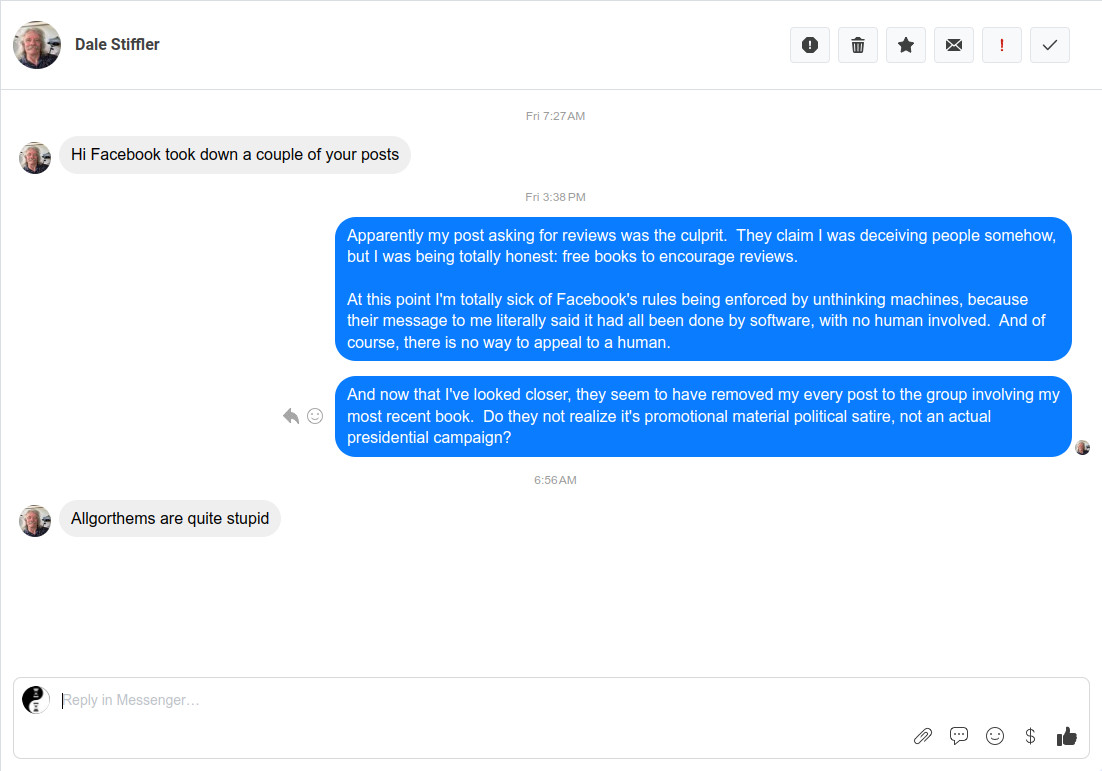 Dale Stiffler
Fri 7:27 AM
Hi Facebook took down a couple of your posts
Fri 3:38 PM
Apparently my post asking for reviews was the culprit.  They claim I was deceiving people somehow,
but I was being totally honest: free books to encourage reviews.
At this point I'm totally sick of Facebook's rules being enforced by unthinking machines, because
their message to me literally said it had all been done by software, with no human involved.  And of
course, there is no way to appeal to a human.
And now that I've looked closer, they seem to have removed my every post to the group involving my
most recent book.  Do they not realize it's promotional material political satire, not an actual
presidential campaign?
6:56 AM
Allgorthems are quite stupid
Reply in Messenger…